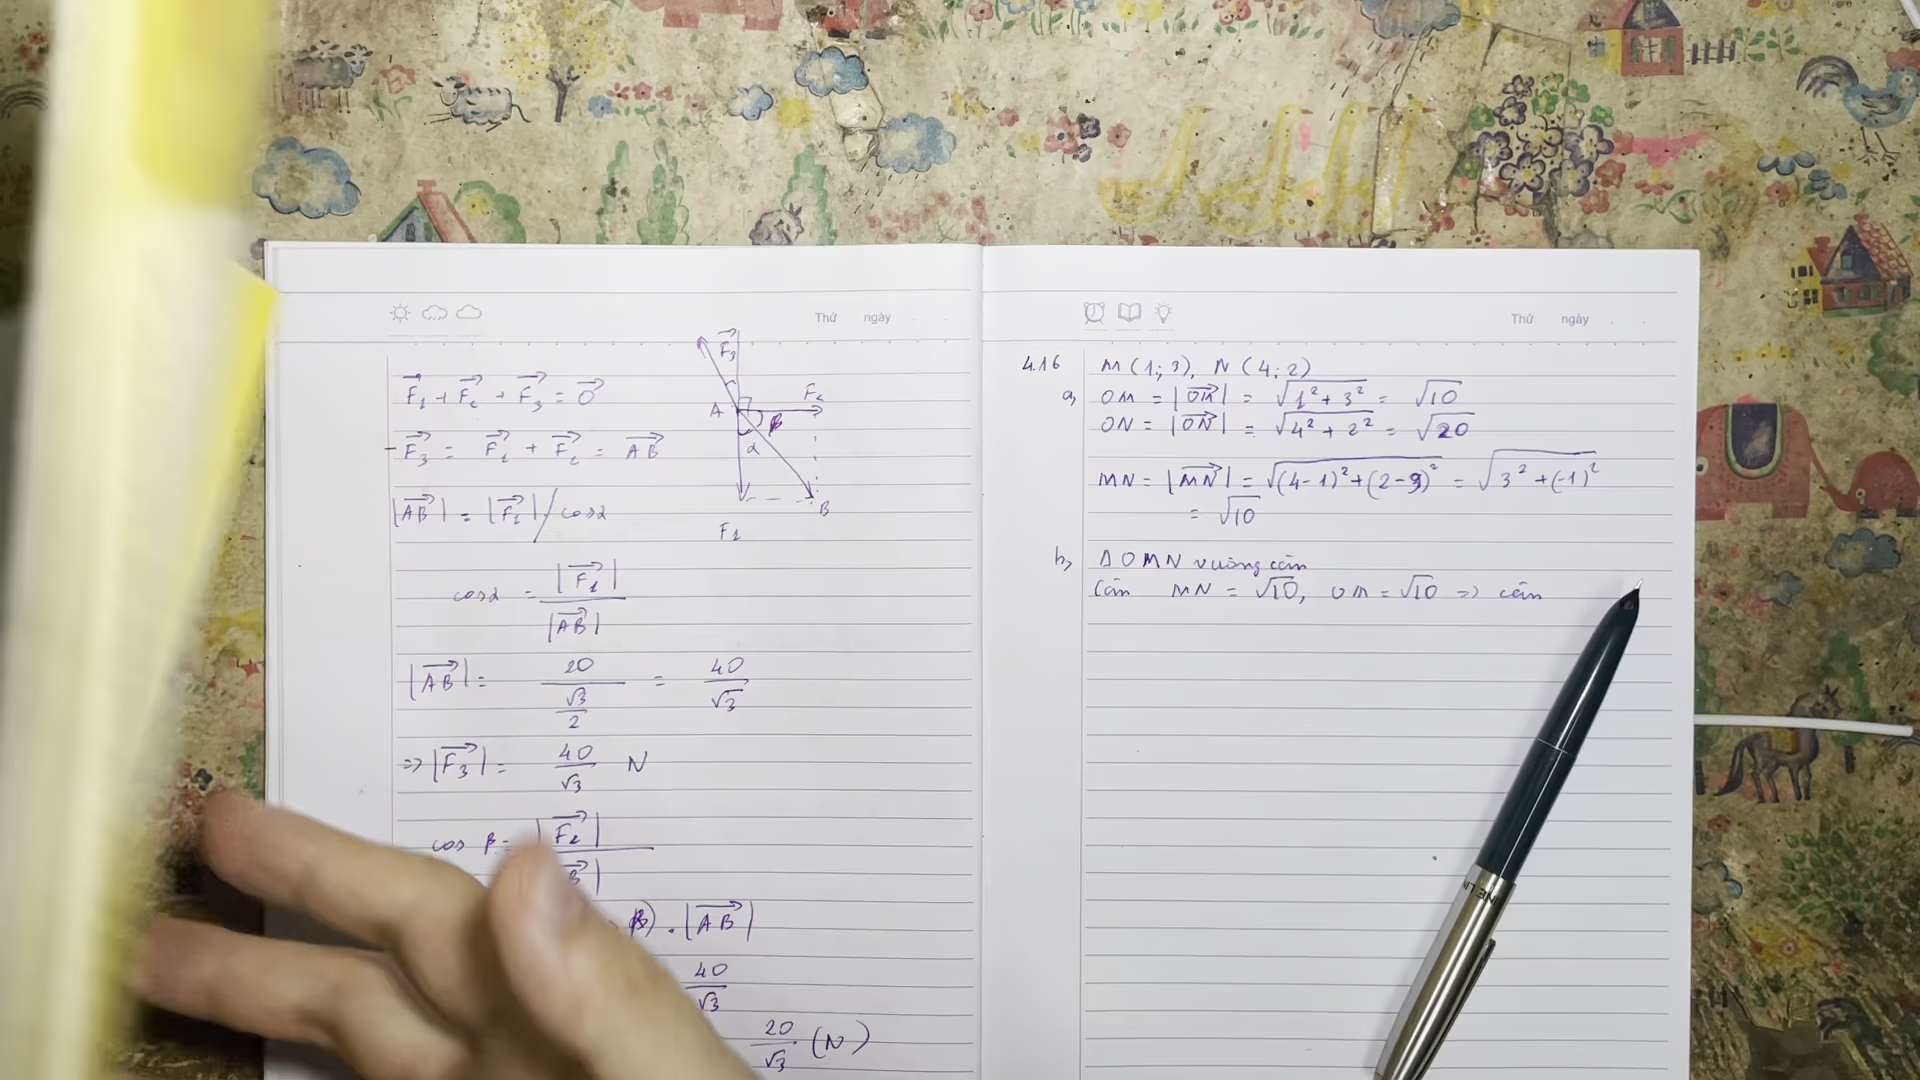 Thứ ngày
F₃
F₂
A β
α
B
F₁
F₁ + F₂ + F₃ = 0
-F₃ = F₁ + F₂ = AB
|AB| = |F₁| / cosα
cosα = |F₁| / |AB|
|AB| = 20 / (√3/2) = 40/√3
=> |F₃| = 40/√3 N
cos β = |F₂|
B|
β) . |AB|
40/√3
20/√3 (N)
Thứ ngày
4.16 M (1; 3), N (4; 2)
a, OM = |OM| = √(1² + 3²) = √10
ON = |ON| = √(4² + 2²) = √20
MN = |MN| = √((4-1)² + (2-3)²) = √(3² + (-1)²)
= √10
b, Δ OMN vuông cân
Cân MN = √10, OM = √10 => cân